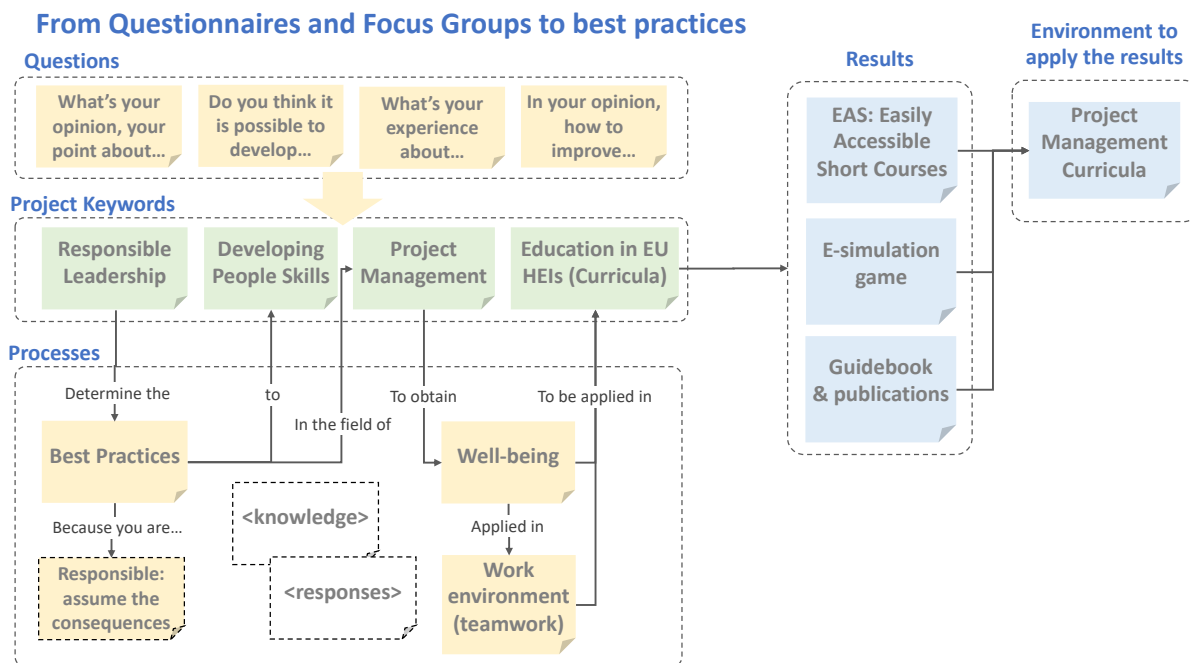 From Questionnaires and Focus Groups to best practices
Questions
What's your
opinion, your
point about...
Do you think it
is possible to
develop...
What's your
experience
about...
In your opinion,
how to
improve...
Project Keywords
Responsible
Leadership
Developing
People Skills
Project
Management
Education in EU
HEIs (Curricula)
Processes
Determine the
to
In the field of
To obtain
To be applied in
Best Practices
Well-being
Because you are...
<knowledge>
Applied in
Responsible:
assume the
consequences
<responses>
Work
environment
(teamwork)
Results
EAS: Easily
Accessible
Short Courses
E-simulation
game
Guidebook
& publications
Environment to
apply the results
Project
Management
Curricula